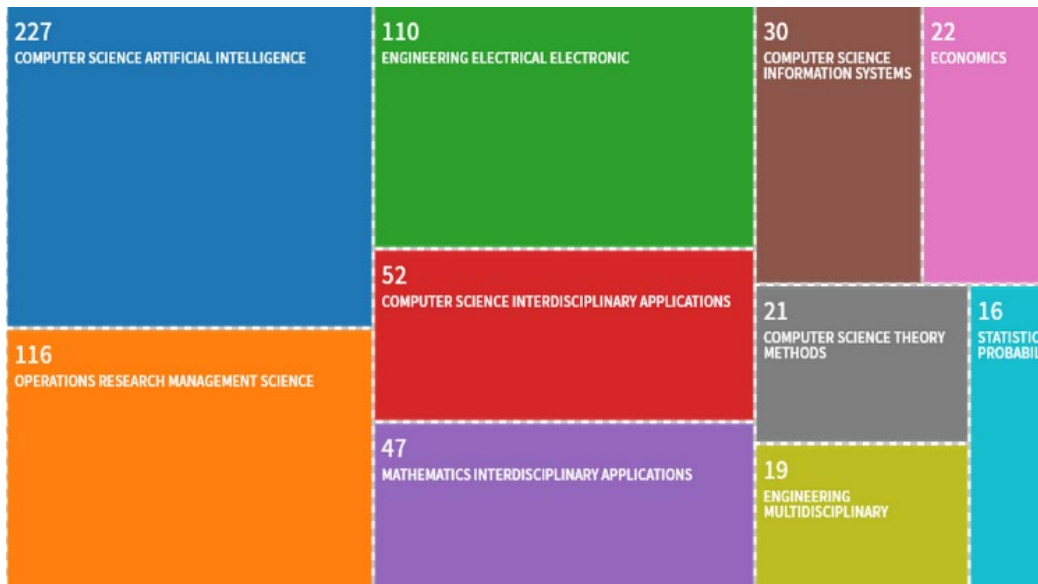 227
COMPUTER SCIENCE ARTIFICIAL INTELLIGENCE
116
OPERATIONS RESEARCH MANAGEMENT SCIENCE
110
ENGINEERING ELECTRICAL ELECTRONIC
52
COMPUTER SCIENCE INTERDISCIPLINARY APPLICATIONS
47
MATHEMATICS INTERDISCIPLINARY APPLICATIONS
30
COMPUTER SCIENCE
INFORMATION SYSTEMS
22
ECONOMICS
21
COMPUTER SCIENCE THEORY
METHODS
19
ENGINEERING
MULTIDISCIPLINARY
16